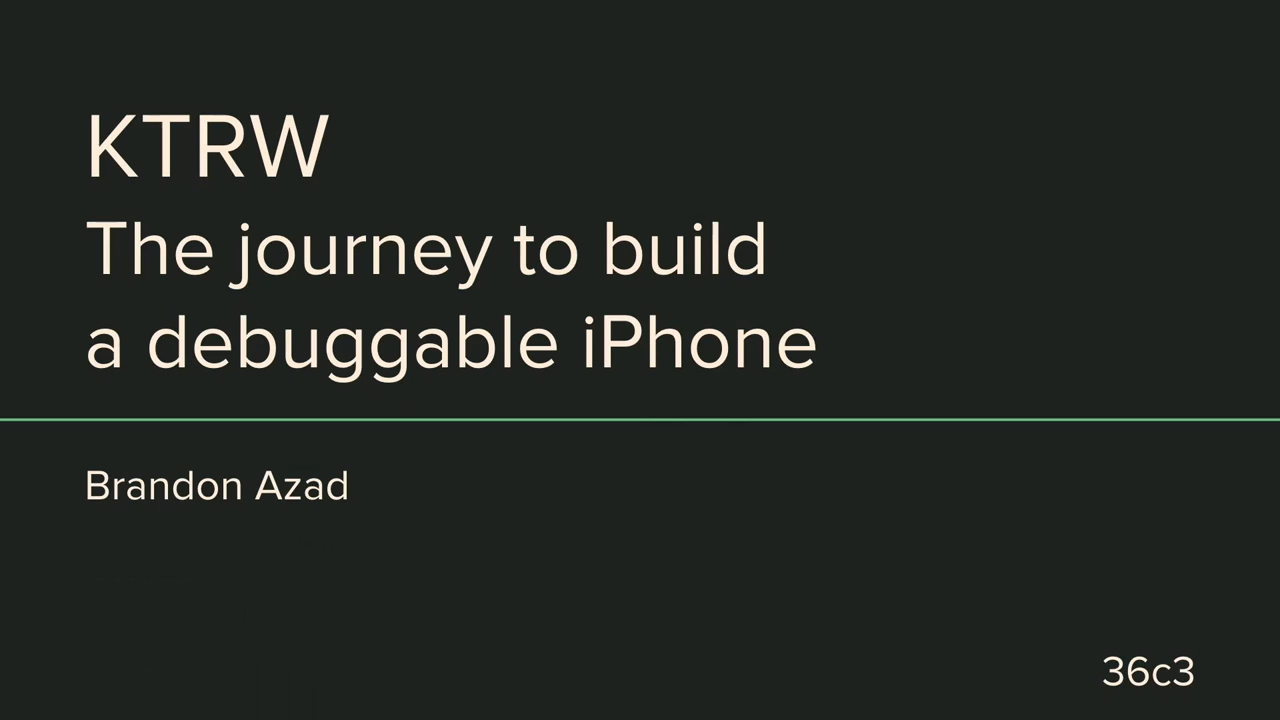 KTRW
The journey to build
a debuggable iPhone
Brandon Azad
36c3